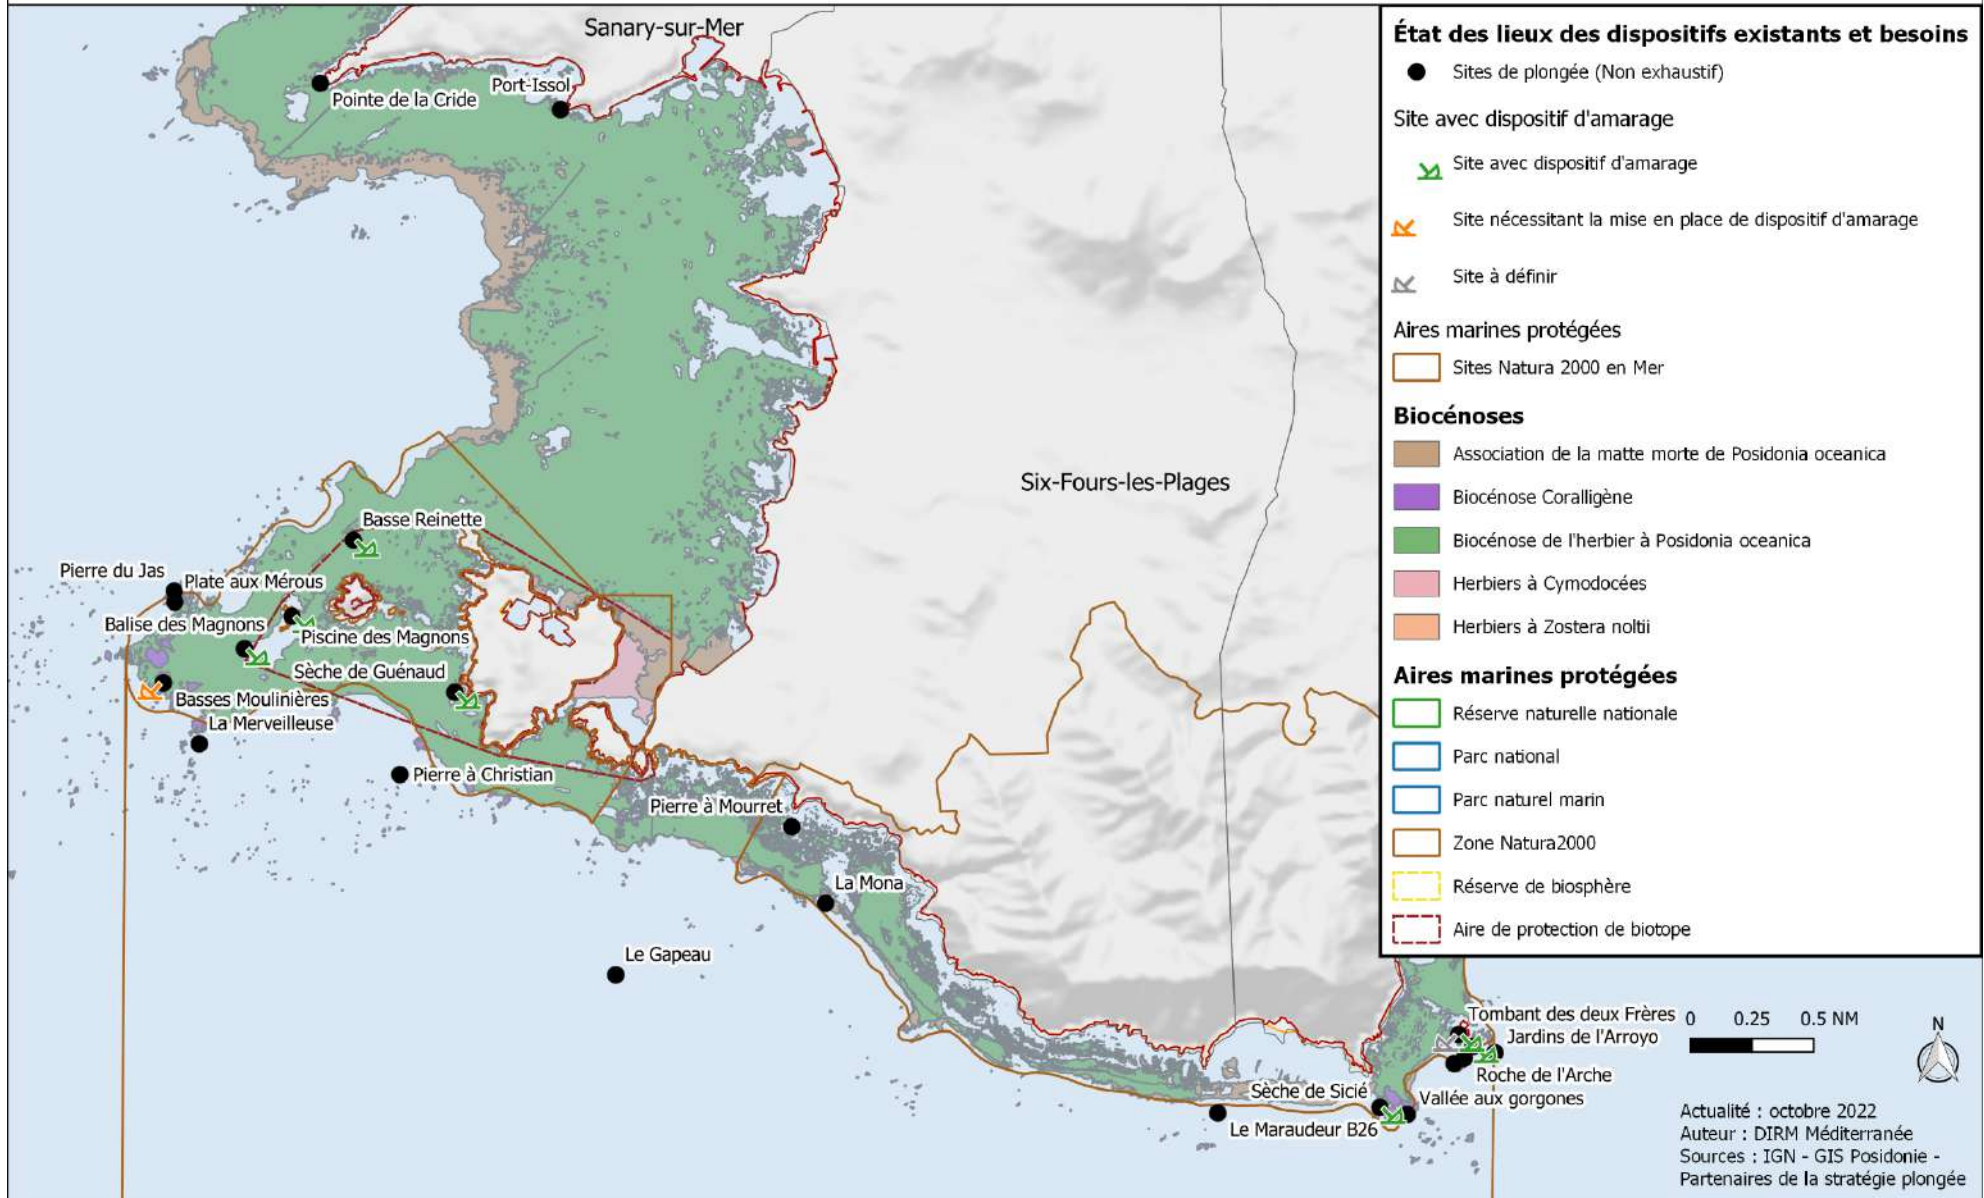 Sanary-sur-Mer
Port-Issol
Pointe de la Cride
Six-Fours-les-Plages
Basse Reinette
Pierre du Jas
Plate aux Mérous
Balise des Magnons
Piscine des Magnons
Sèche de Guénaud
Basses Moulinières
La Merveilleuse
Pierre à Christian
Pierre à Mourret
La Mona
Le Gapeau
Tombant des deux Frères
Jardins de l'Arroyo
Roche de l'Arche
Sèche de Sicié
Vallée aux gorgones
Le Maraudeur B26
État des lieux des dispositifs existants et besoins
Sites de plongée (Non exhaustif)
Site avec dispositif d'amarage
Site avec dispositif d'amarage
Site nécessitant la mise en place de dispositif d'amarage
Site à définir
Aires marines protégées
Sites Natura 2000 en Mer
Biocénoses
Association de la matte morte de Posidonia oceanica
Biocénose Coralligène
Biocénose de l'herbier à Posidonia oceanica
Herbiers à Cymodocées
Herbiers à Zostera noltii
Aires marines protégées
Réserve naturelle nationale
Parc national
Parc naturel marin
Zone Natura2000
Réserve de biosphère
Aire de protection de biotope
0 0.25 0.5 NM
N
Actualité : octobre 2022
Auteur : DIRM Méditerranée
Sources : IGN - GIS Posidonie -
Partenaires de la stratégie plongée